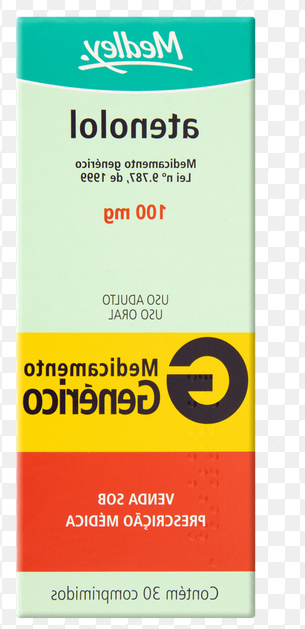 Medley.
atenolol
Medicamento genérico
Lei nº 9.787, de 1999
100 mg
USO ADULTO
USO ORAL
G
Medicamento
Genérico
VENDA SOB
PRESCRIÇÃO MÉDICA
Contém 30 comprimidos